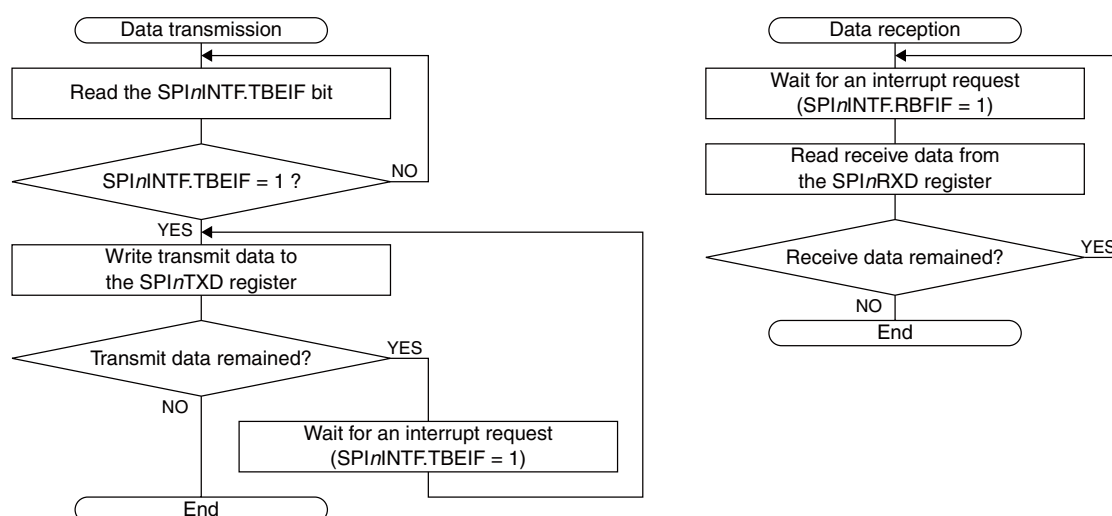 Data transmission
Read the SPInINTF.TBEIF bit
SPInINTF.TBEIF = 1 ?
NO
YES
Write transmit data to
the SPInTXD register
Transmit data remained?
YES
NO
Wait for an interrupt request
(SPInINTF.TBEIF = 1)
End
Data reception
Wait for an interrupt request
(SPInINTF.RBFIF = 1)
Read receive data from
the SPInRXD register
Receive data remained?
YES
NO
End